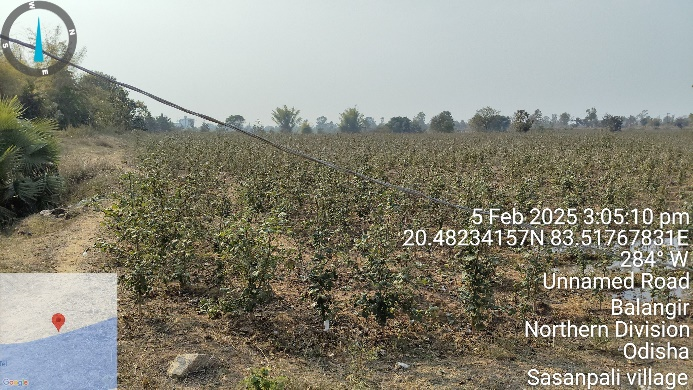 N
W
S
E
5 Feb 2025 3:05:10 pm
20.48234157N 83.51767831E
284° W
Unnamed Road
Balangir
Northern Division
Odisha
Sasanpali village
Google